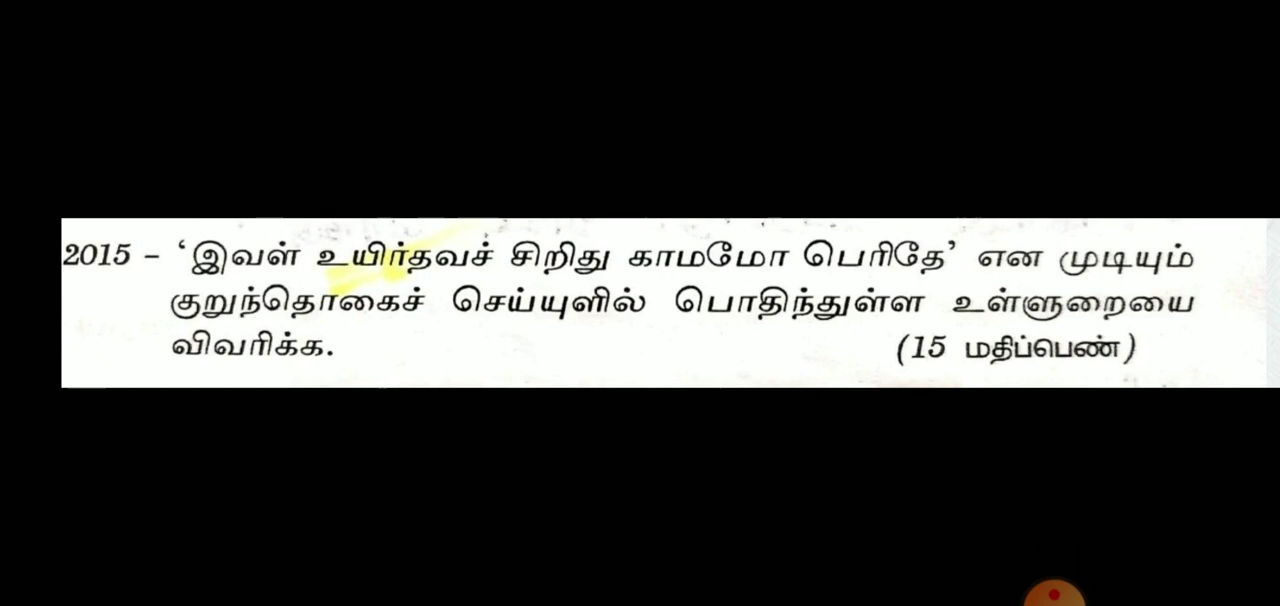 2015 – ‘இவள் உயிர்தவச் சிறிது காமமோ பெரிதே’ என முடியும்
குறுந்தொகைச் செய்யுளில் பொதிந்துள்ள உள்ளுறையை
விவரிக்க. (15 மதிப்பெண்)